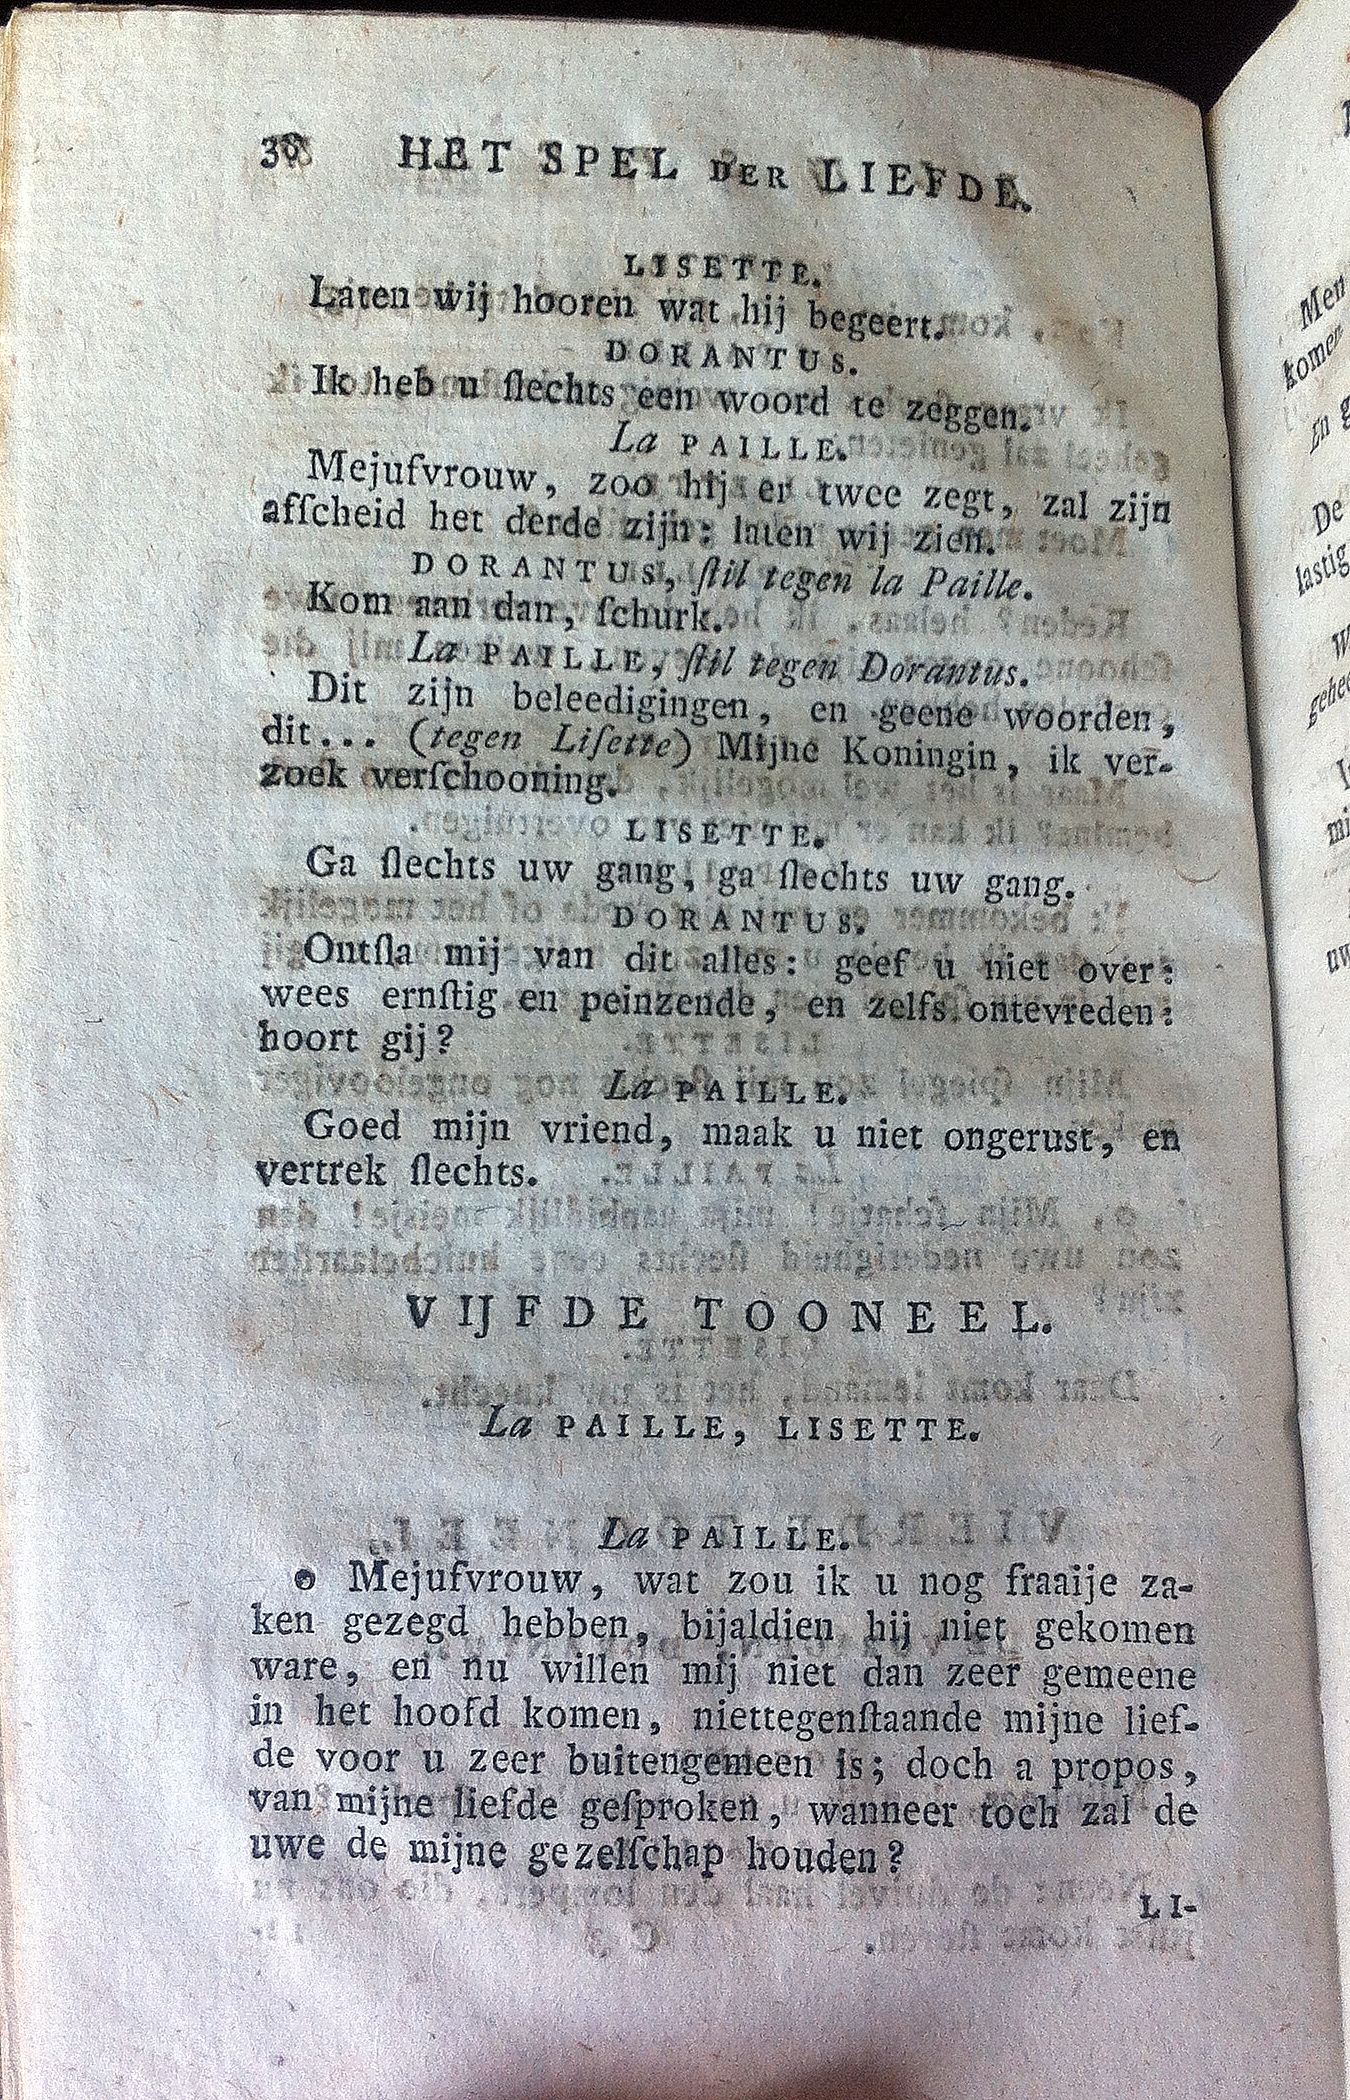 38 HET SPEL DER LIEFDE.
LISETTE.
Laten wij hooren wat hij begeert.
DORANTUS.
Ik heb u ſlechts een woord te zeggen.
La PAILLE.
Mejufvrouw, zoo hij er twee zegt, zal zijn
afſcheid het derde zijn: laten wij zien.
DORANTUS, ſtil tegen la Paille.
Kom aan dan, ſchurk.
La PAILLE, ſtil tegen Dorantus.
Dit zijn beleedigingen, en geene woorden,
dit... (tegen Liſette) Mijne Koningin, ik ver-
zoek verſchooning.
LISETTE.
Ga ſlechts uw gang, ga ſlechts uw gang.
DORANTUS.
Ontſla mij van dit alles: geef u niet over:
wees ernſtig en peinzende, en zelfs ontevreden:
hoort gij?
La PAILLE.
Goed mijn vriend, maak u niet ongerust, en
vertrek ſlechts.
VIJFDE TOONEEL.
La PAILLE, LISETTE.
La PAILLE.
o Mejufvrouw, wat zou ik u nog fraaije za-
ken gezegd hebben, bijaldien hij niet gekomen
ware, en nu willen mij niet dan zeer gemeene
in het hoofd komen, niettegenſtaande mijne lief-
de voor u zeer buitengemeen is; doch a propos,
van mijne liefde geſproken, wanneer toch zal de
uwe de mijne gezelſchap houden?
LI-
Men
komen
En g
De
lastig
W
gehee
mi
uw